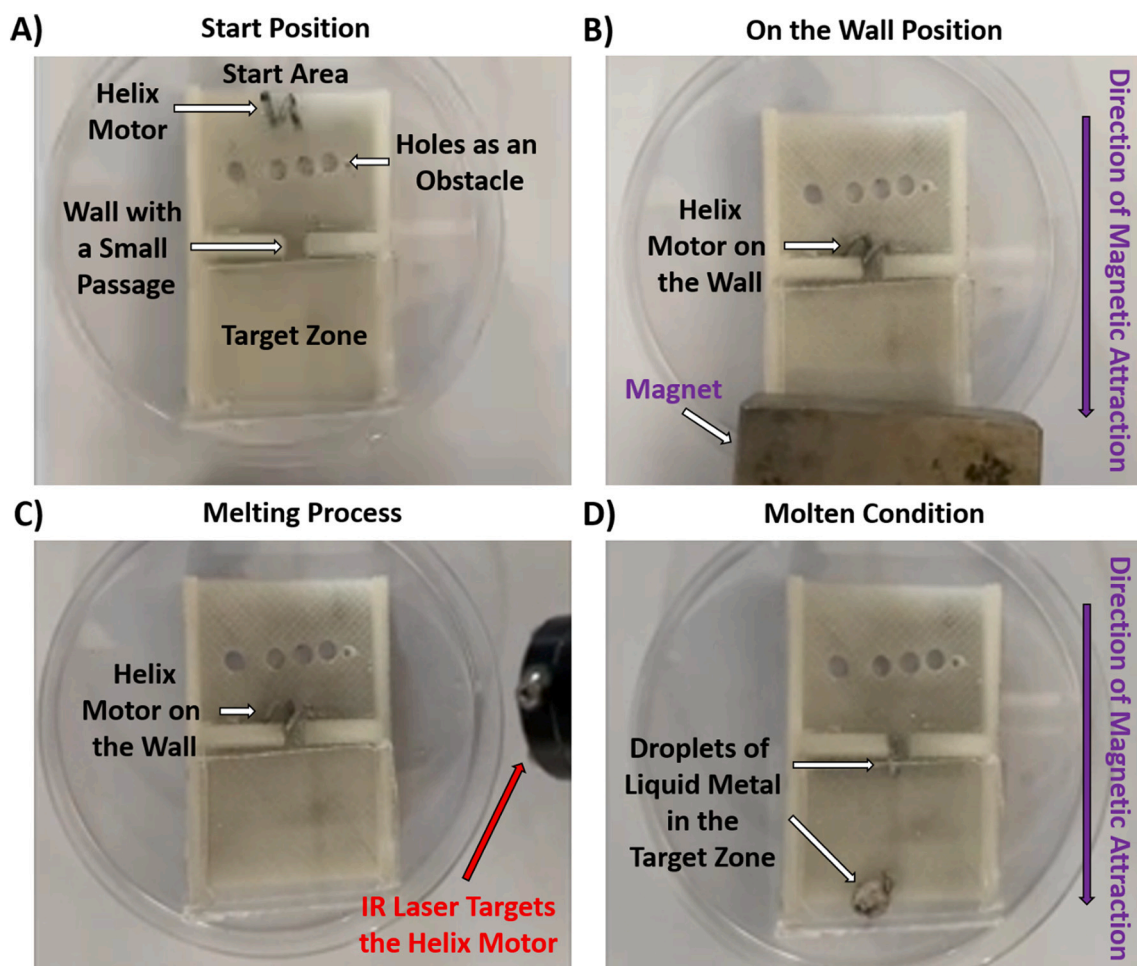 A)
Start Position
Start Area
Helix
Motor
Holes as an
Obstacle
Wall with
a Small
Passage
Target Zone
B)
On the Wall Position
Helix
Motor on
the Wall
Magnet
Direction of Magnetic Attraction
C)
Melting Process
Helix
Motor on
the Wall
IR Laser Targets
the Helix Motor
D)
Molten Condition
Droplets of
Liquid Metal
in the
Target Zone
Direction of Magnetic Attraction